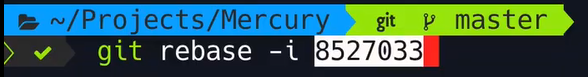 ~/Projects/Mercury git master
git rebase -i 8527033